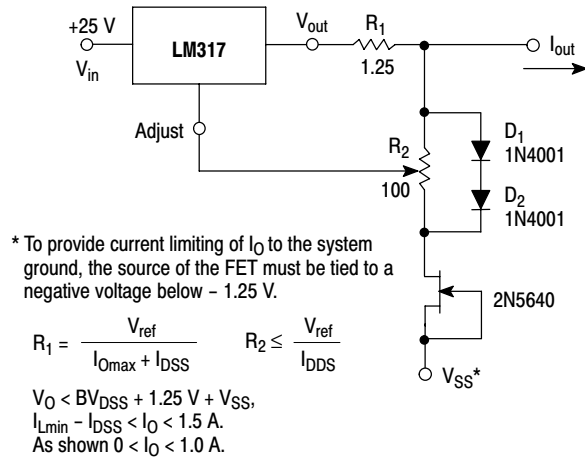 +25 V
V_in
LM317
V_out
R_1
1.25
I_out
Adjust
R_2
100
D_1
1N4001
D_2
1N4001
2N5640
V_SS*
* To provide current limiting of I_O to the system
ground, the source of the FET must be tied to a
negative voltage below – 1.25 V.
R_1 = V_ref / (I_Omax + I_DSS)
R_2 ≤ V_ref / I_DDS
V_O < BV_DSS + 1.25 V + V_SS,
I_Lmin – I_DSS < I_O < 1.5 A.
As shown 0 < I_O < 1.0 A.